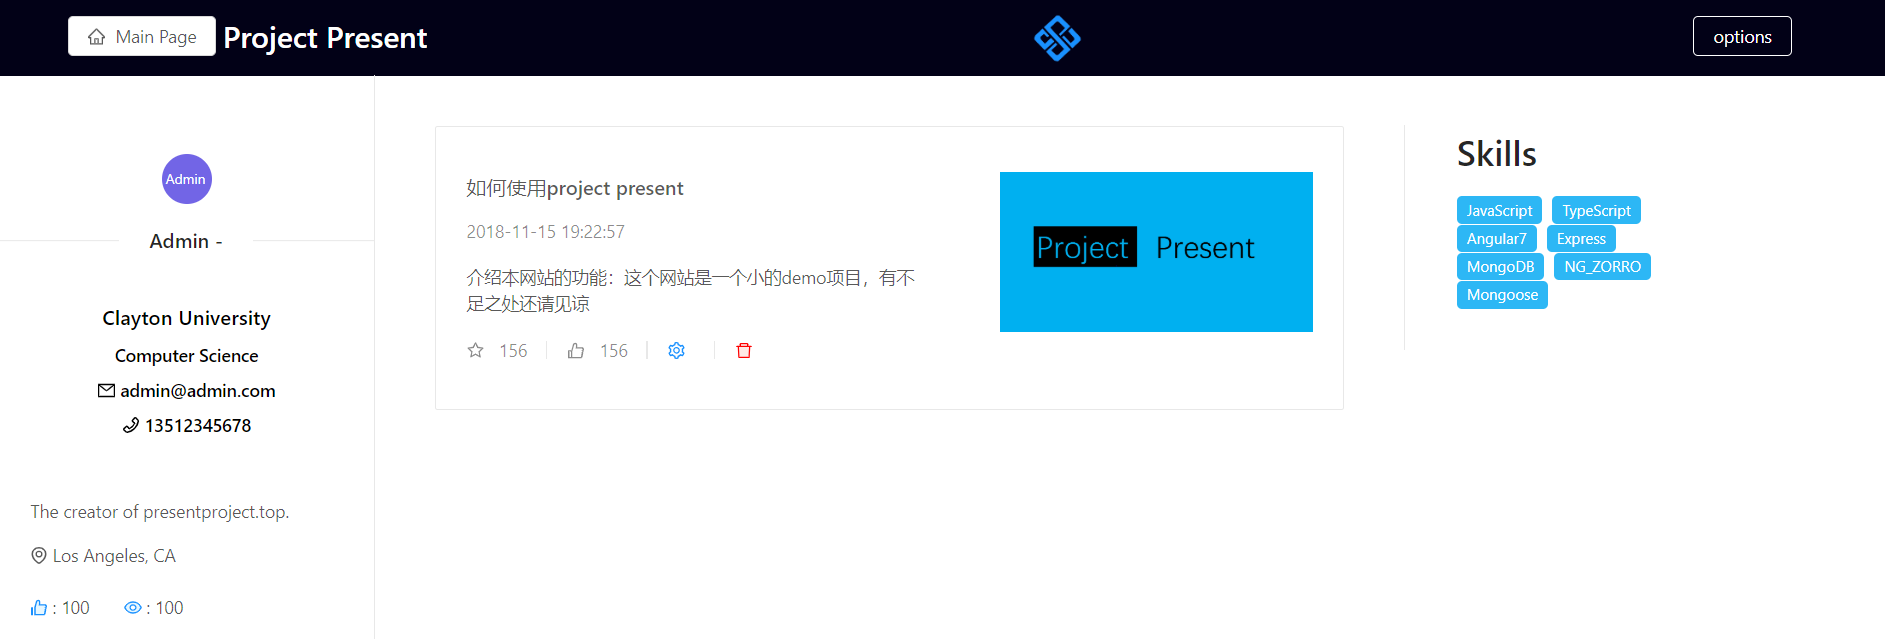 Main Page
Project Present
options
Admin
Admin -
Clayton University
Computer Science
admin@admin.com
13512345678
The creator of presentproject.top.
Los Angeles, CA
: 100 : 100
如何使用project present
2018-11-15 19:22:57
介绍本网站的功能：这个网站是一个小的demo项目，有不
足之处还请见谅
156 156
Project Present
Skills
JavaScript TypeScript
Angular7 Express
MongoDB NG_ZORRO
Mongoose